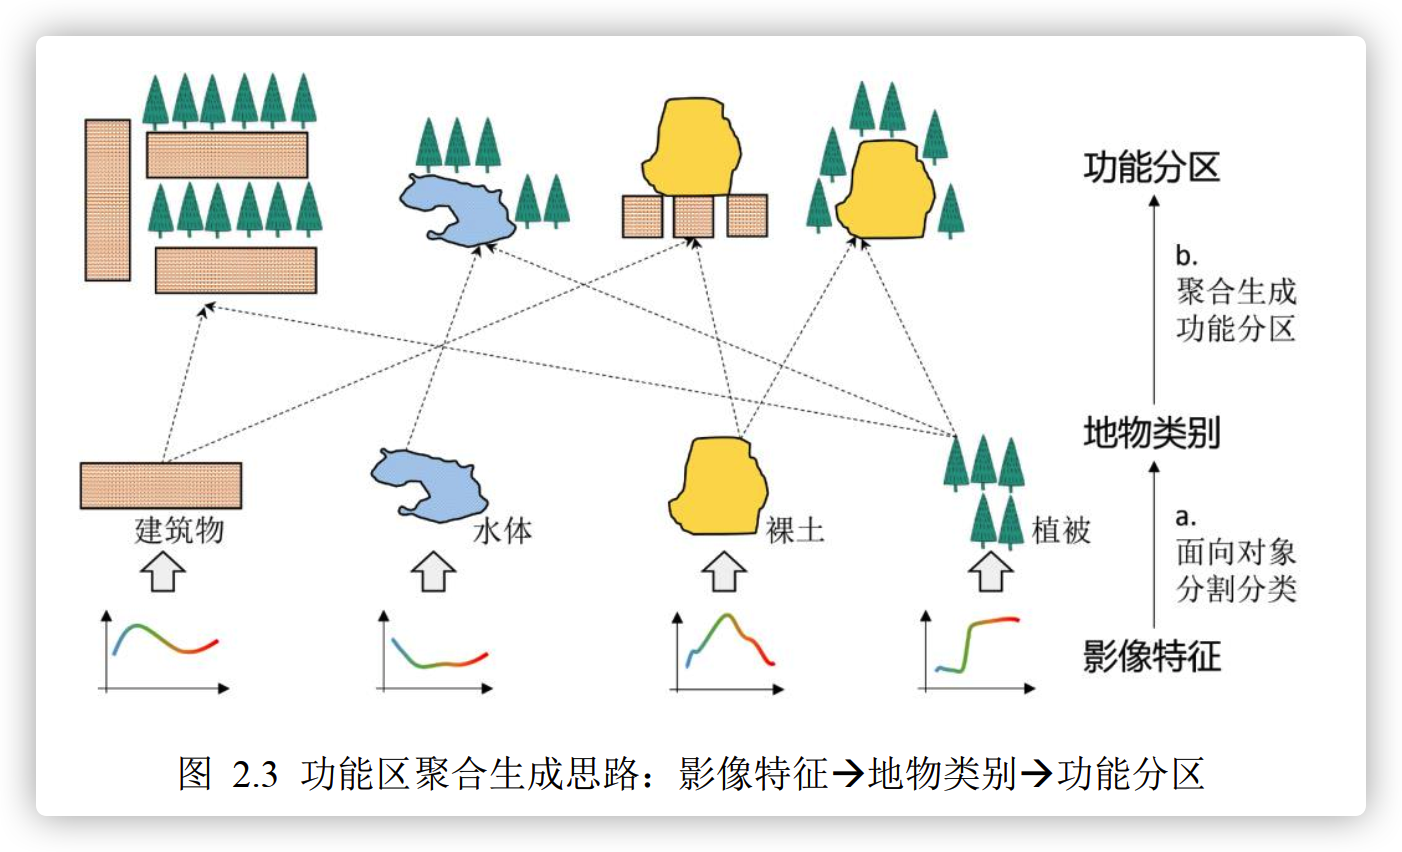 功能分区
b.
聚合生成
功能分区
地物类别
建筑物
水体
裸土
植被
a.
面向对象
分割分类
影像特征
图 2.3 功能区聚合生成思路：影像特征→地物类别→功能分区